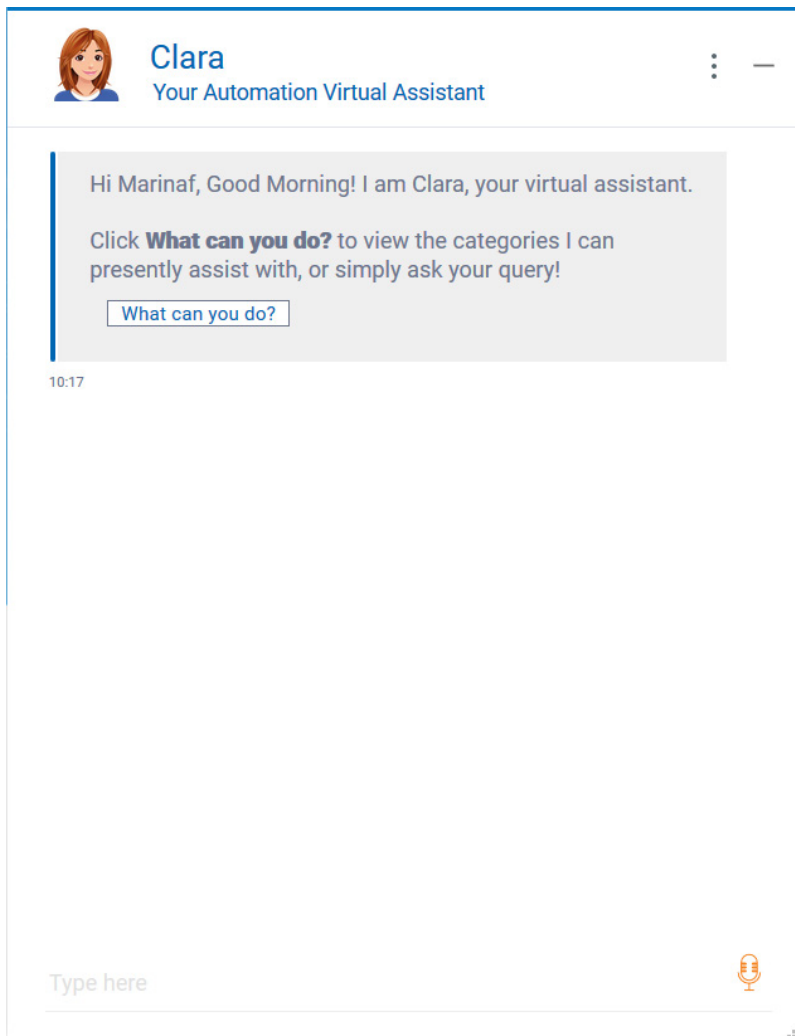 Clara
Your Automation Virtual Assistant
Hi Marinaf, Good Morning! I am Clara, your virtual assistant.
Click What can you do? to view the categories I can
presently assist with, or simply ask your query!
What can you do?
10:17
Type here